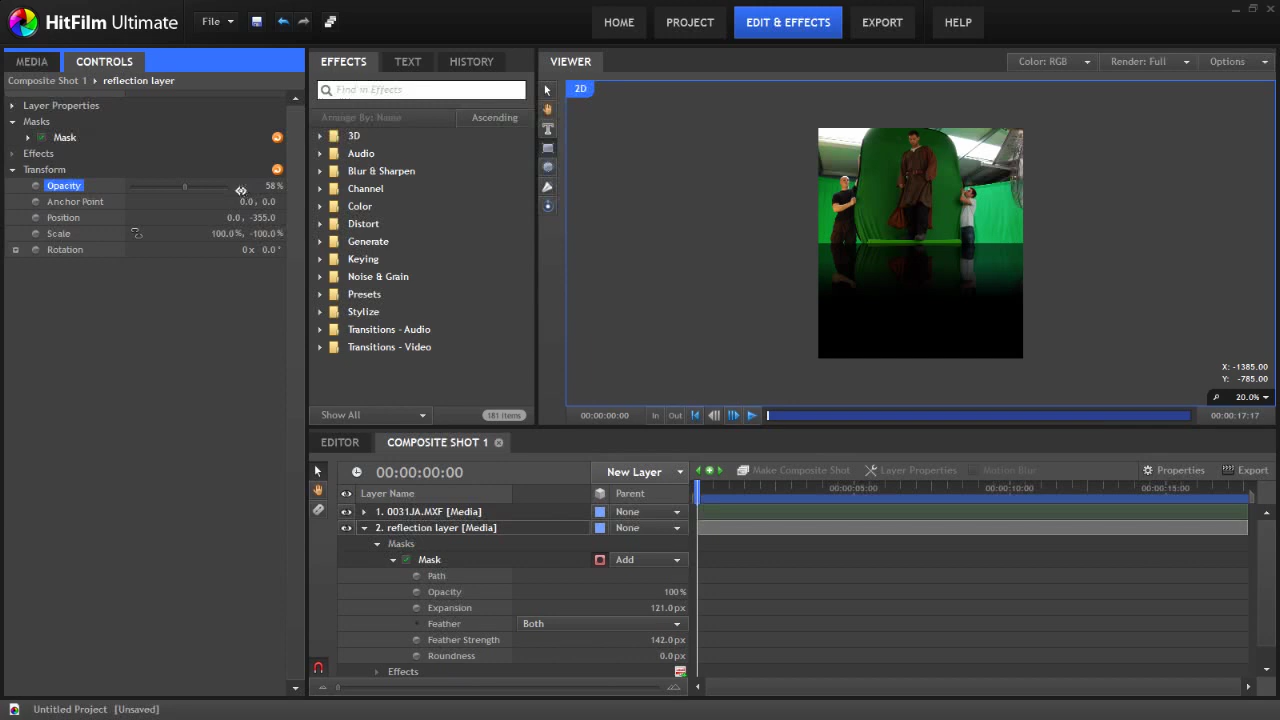 HitFilm Ultimate
File
HOME
PROJECT
EDIT & EFFECTS
EXPORT
HELP
MEDIA
CONTROLS
Composite Shot 1
reflection layer
Layer Properties
Masks
Mask
Effects
Transform
Opacity
58 %
Anchor Point
0.0, 0.0
Position
0.0, -355.0
Scale
100.0 %, -100.0 %
Rotation
0 x 0.0 °
EFFECTS
TEXT
HISTORY
Find in Effects
Arrange By: Name
Ascending
3D
Audio
Blur & Sharpen
Channel
Color
Distort
Generate
Keying
Noise & Grain
Presets
Stylize
Transitions - Audio
Transitions - Video
Show All
181 items
VIEWER
Color: RGB
Render: Full
Options
2D
X: -1385.00
Y: -785.00
20.0%
00:00:00:00
In
Out
00:00:17:17
EDITOR
COMPOSITE SHOT 1
00:00:00:00
New Layer
Make Composite Shot
Layer Properties
Motion Blur
Properties
Export
Layer Name
Parent
00:00:05:00
00:00:10:00
00:00:15:00
1. 0031JA.MXF [Media]
None
2. reflection layer [Media]
None
Masks
Mask
Add
Path
Opacity
100 %
Expansion
121.0 px
Feather
Both
Feather Strength
142.0 px
Roundness
0.0 px
Effects
Untitled Project
[Unsaved]